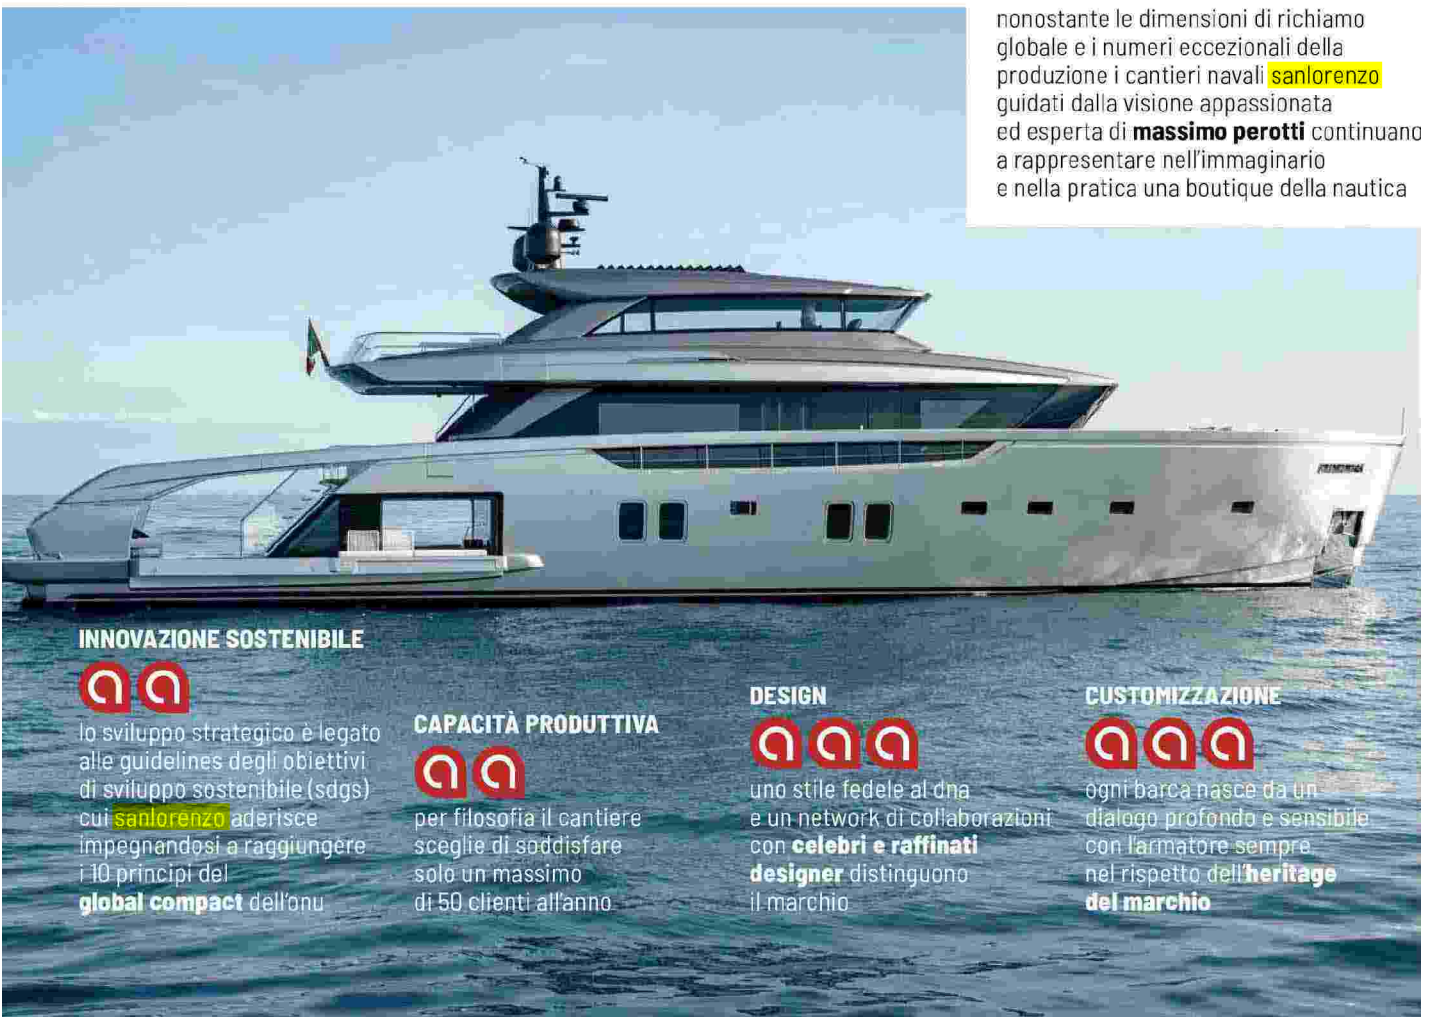 nonostante le dimensioni di richiamo
globale e i numeri eccezionali della
produzione i cantieri navali sanlorenzo
guidati dalla visione appassionata
ed esperta di massimo perotti continuano
a rappresentare nell'immaginario
e nella pratica una boutique della nautica
INNOVAZIONE SOSTENIBILE
lo sviluppo strategico è legato
alle guidelines degli obiettivi
di sviluppo sostenibile (sdgs)
cui sanlorenzo aderisce
impegnandosi a raggiungere
i 10 principi del
global compact dell'onu
CAPACITÀ PRODUTTIVA
per filosofia il cantiere
sceglie di soddisfare
solo un massimo
di 50 clienti all'anno
DESIGN
uno stile fedele al dna
e un network di collaborazioni
con celebri e raffinati
designer distinguono
il marchio
CUSTOMIZZAZIONE
ogni barca nasce da un
dialogo profondo e sensibile
con l'armatore sempre
nel rispetto dell'heritage
del marchio